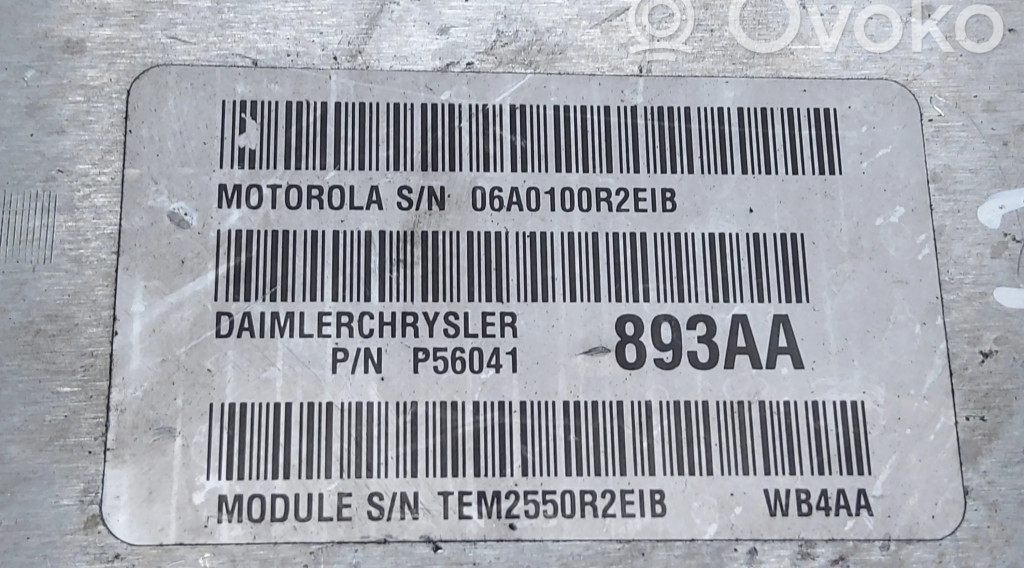 Ovoko
MOTOROLA S/N 06A0100R2EIB
DAIMLERCHRYSLER
P/N P56041 893AA
MODULE S/N TEM2550R2EIB WB4AA